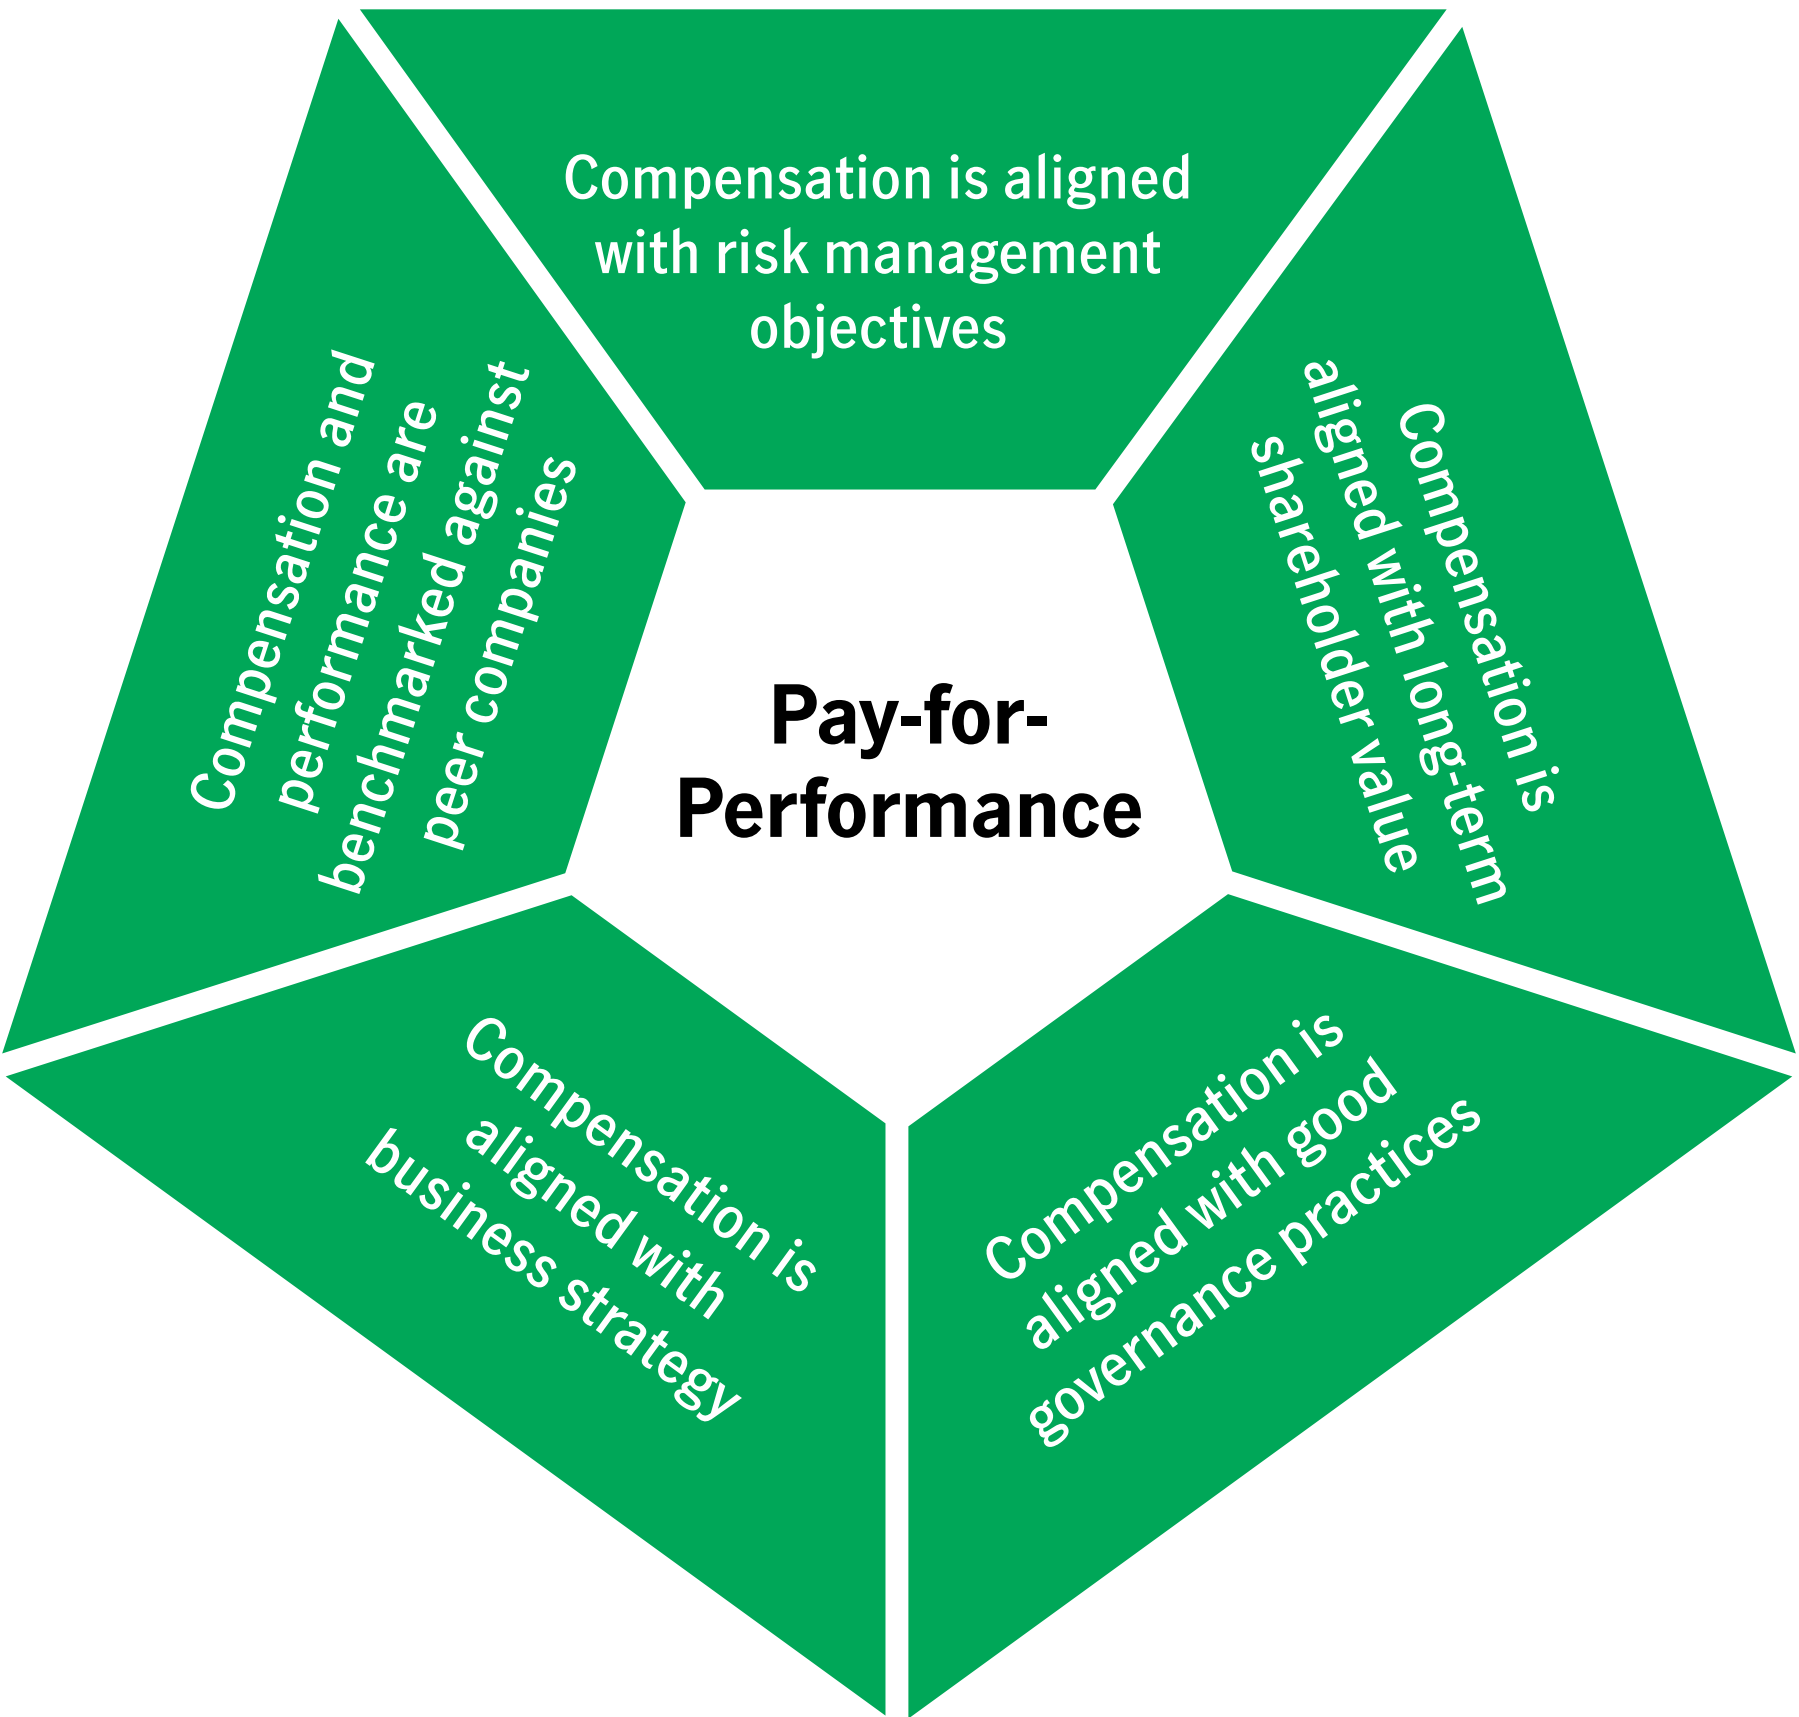 Compensation is aligned
with risk management
objectives
Compensation is
aligned with long-term
shareholder value
Compensation is
aligned with good
governance practices
Compensation is
aligned with
business strategy
Compensation and
performance are
benchmarked against
peer companies
Pay-for-
Performance